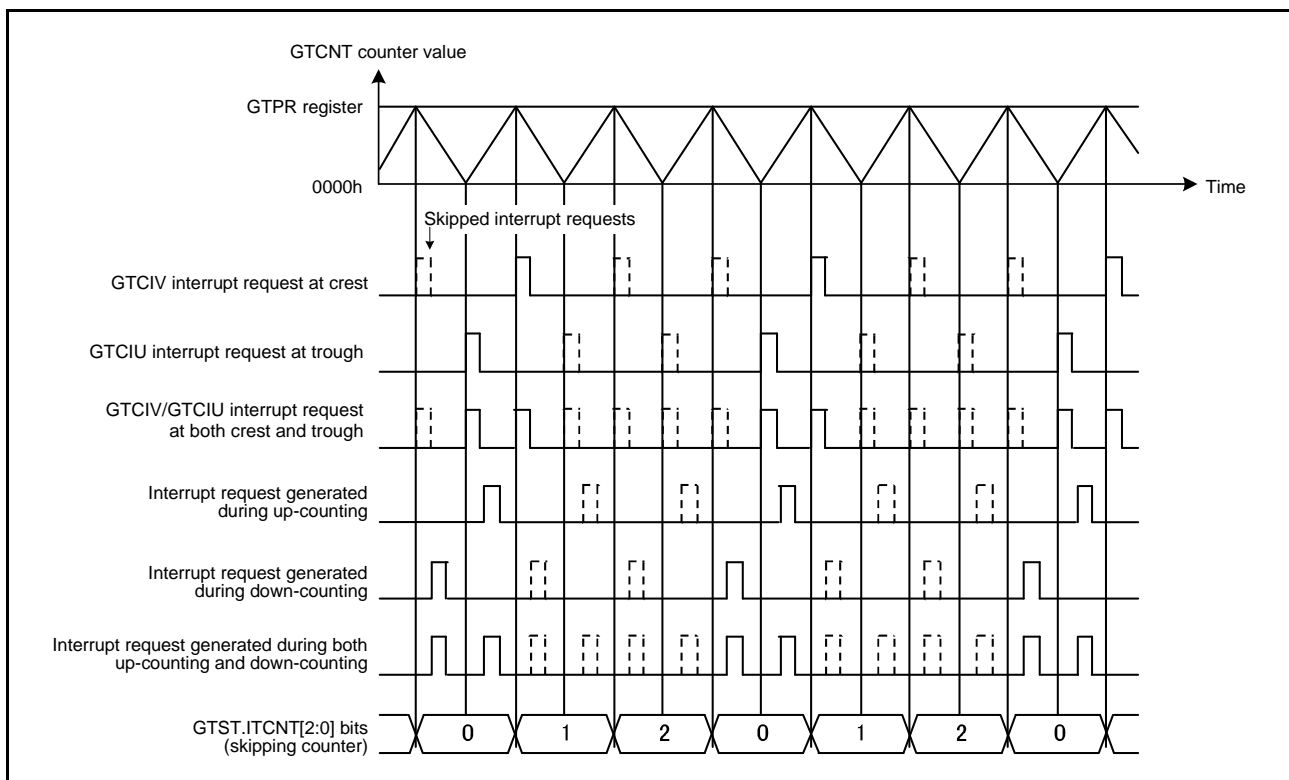 GTCNT counter value
GTPR register
0000h
Time
Skipped interrupt requests
GTCIV interrupt request at crest
GTCIU interrupt request at trough
GTCIV/GTCIU interrupt request
at both crest and trough
Interrupt request generated
during up-counting
Interrupt request generated
during down-counting
Interrupt request generated during both
up-counting and down-counting
GTST.ITCNT[2:0] bits
(skipping counter)
0 1 2 0 1 2 0